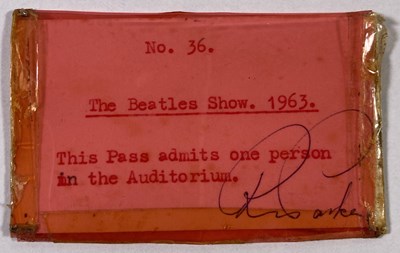 No. 36.
The Beatles Show. 1963.
This Pass admits one person
in the Auditorium.